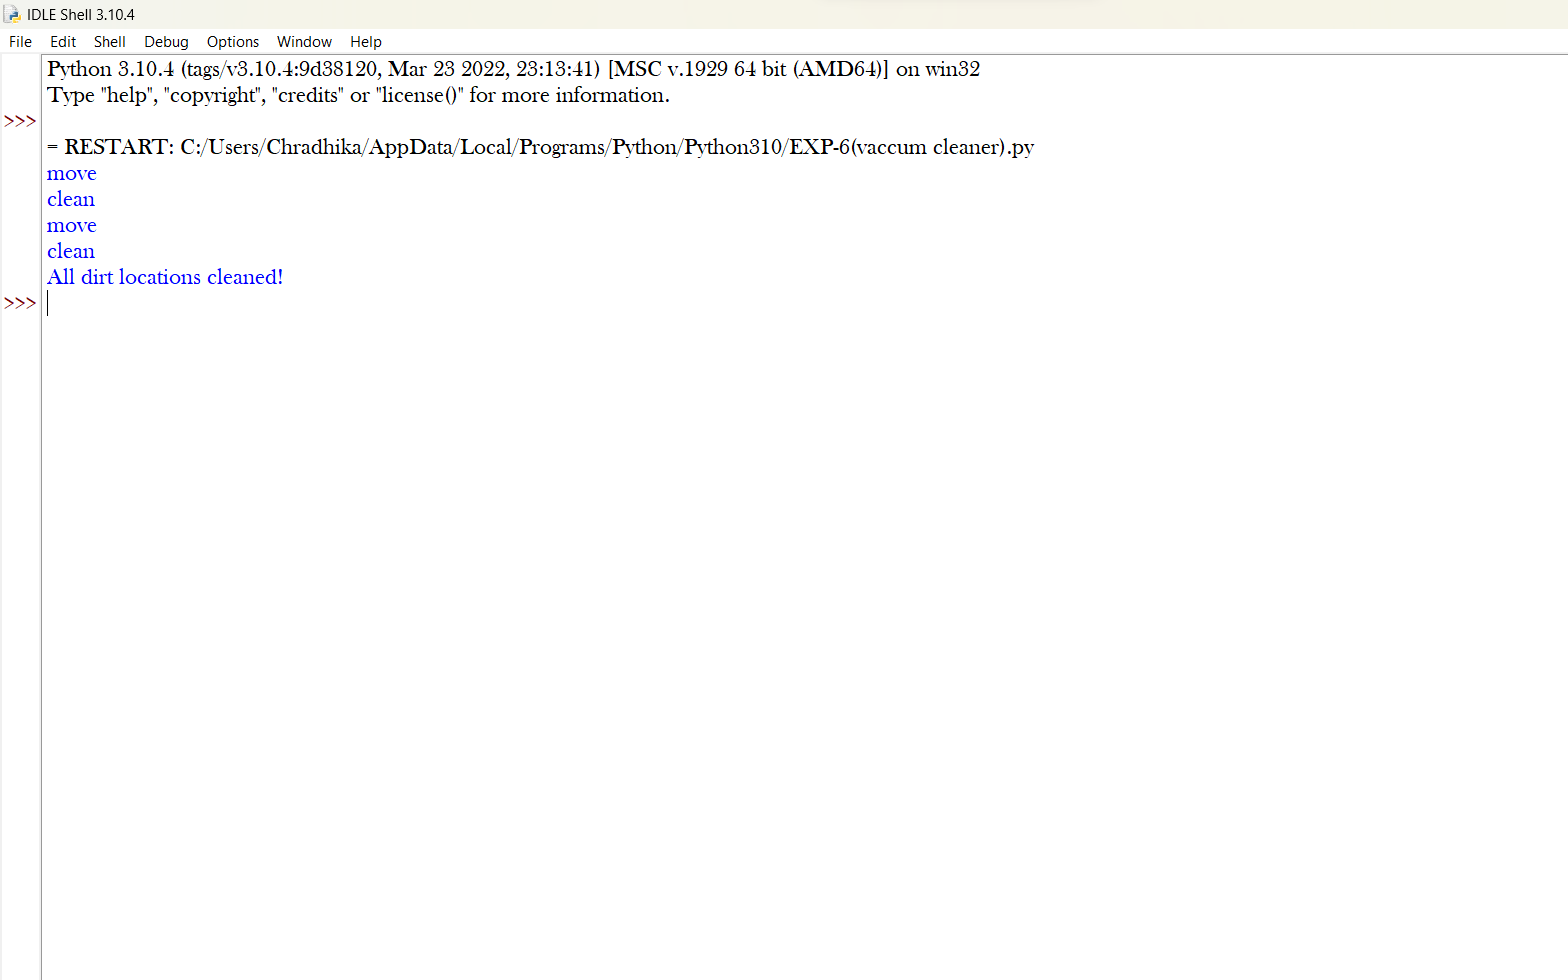 IDLE Shell 3.10.4
File Edit Shell Debug Options Window Help
Python 3.10.4 (tags/v3.10.4:9d38120, Mar 23 2022, 23:13:41) [MSC v.1929 64 bit (AMD64)] on win32
Type "help", "copyright", "credits" or "license()" for more information.
>>>
= RESTART: C:/Users/Chradhika/AppData/Local/Programs/Python/Python310/EXP-6(vaccum cleaner).py
move
clean
move
clean
All dirt locations cleaned!
>>>